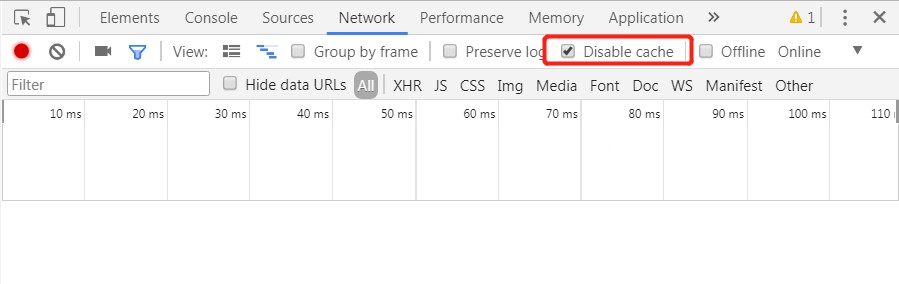 Elements Console Sources Network Performance Memory Application » 1
View: Group by frame Preserve log Disable cache Offline Online
Filter Hide data URLs All XHR JS CSS Img Media Font Doc WS Manifest Other
10 ms 20 ms 30 ms 40 ms 50 ms 60 ms 70 ms 80 ms 90 ms 100 ms 110